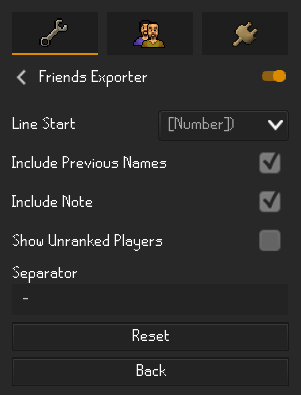 Friends Exporter
Line Start [Number])
Include Previous Names
Include Note
Show Unranked Players
Separator
-
Reset
Back